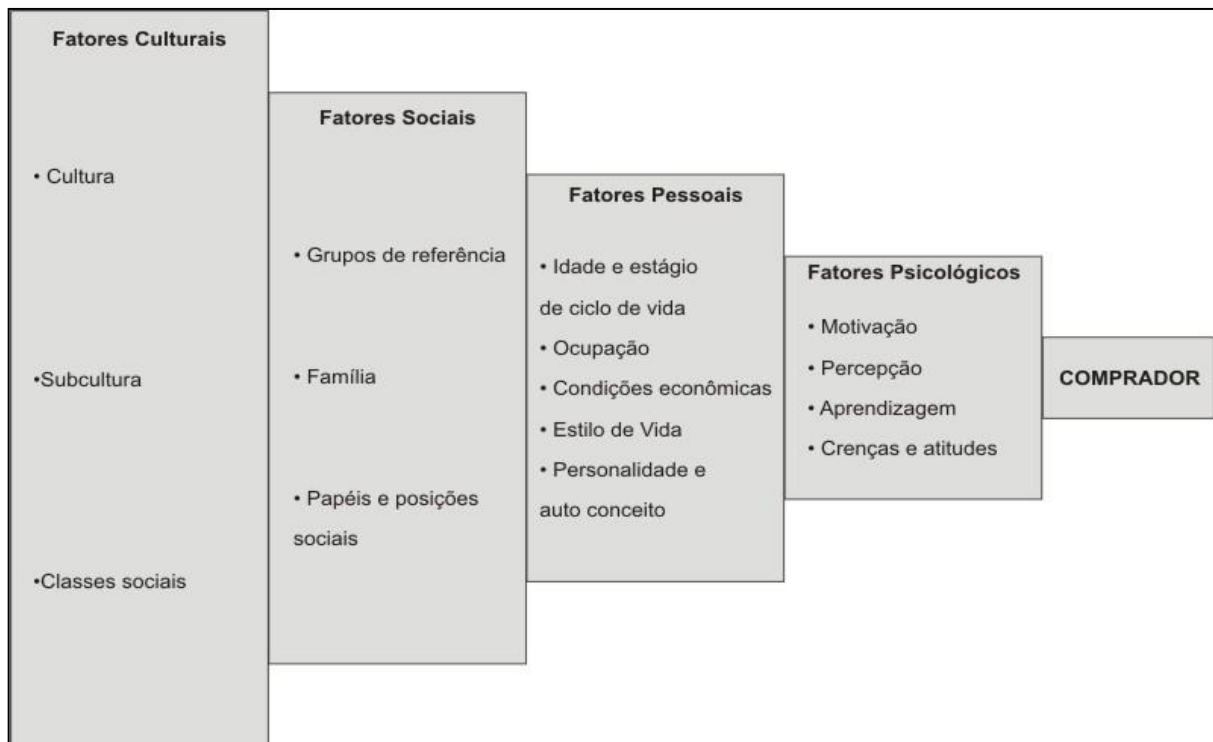 Fatores Culturais
• Cultura
•Subcultura
•Classes sociais
Fatores Sociais
• Grupos de referência
• Família
• Papéis e posições
sociais
Fatores Pessoais
• Idade e estágio
de ciclo de vida
• Ocupação
• Condições econômicas
• Estilo de Vida
• Personalidade e
auto conceito
Fatores Psicológicos
• Motivação
• Percepção
• Aprendizagem
• Crenças e atitudes
COMPRADOR